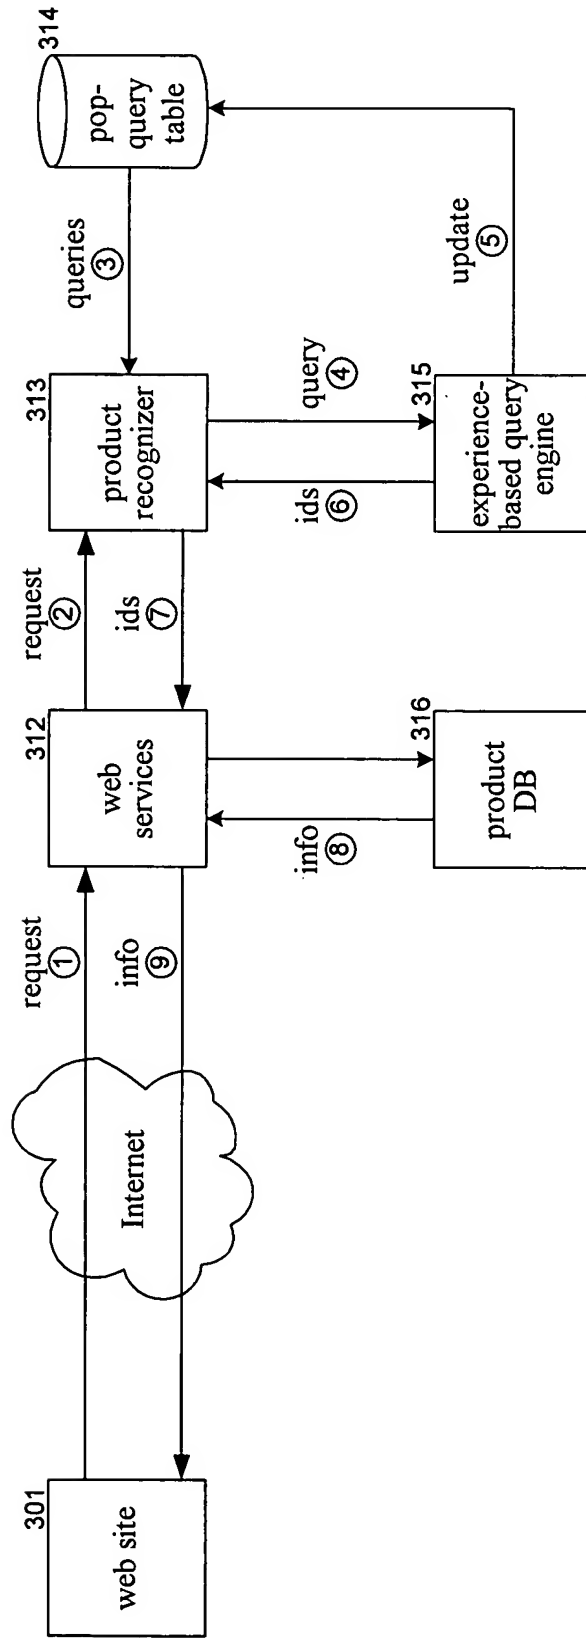 301
web site
Internet
request
1
info
9
312
web
services
request
2
ids
7
313
product
recognizer
queries
3
314
pop-
query
table
info
8
316
product
DB
ids
6
query
4
315
experience-
based query
engine
update
5